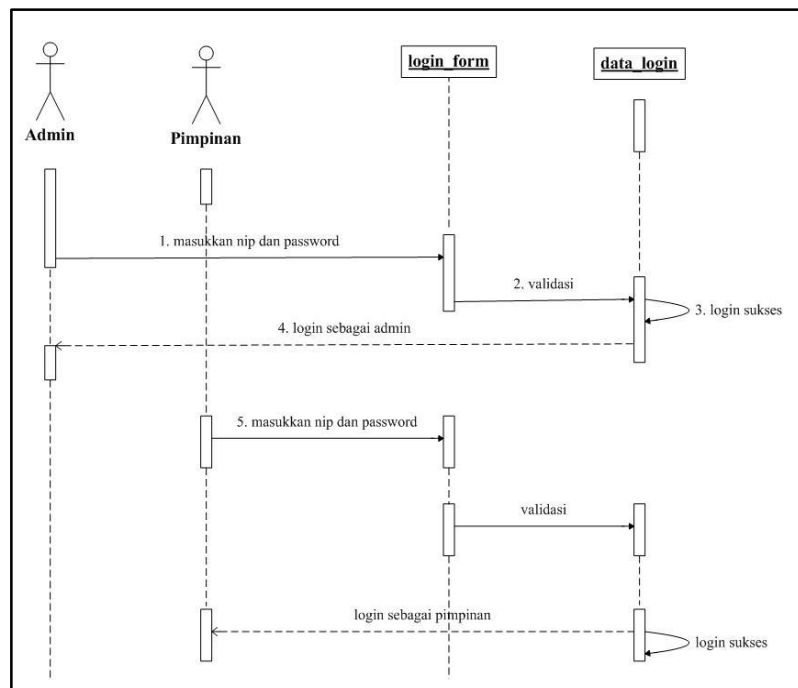 login_form
data_login
Admin
Pimpinan
1. masukkan nip dan password
2. validasi
3. login sukses
4. login sebagai admin
5. masukkan nip dan password
validasi
login sebagai pimpinan
login sukses